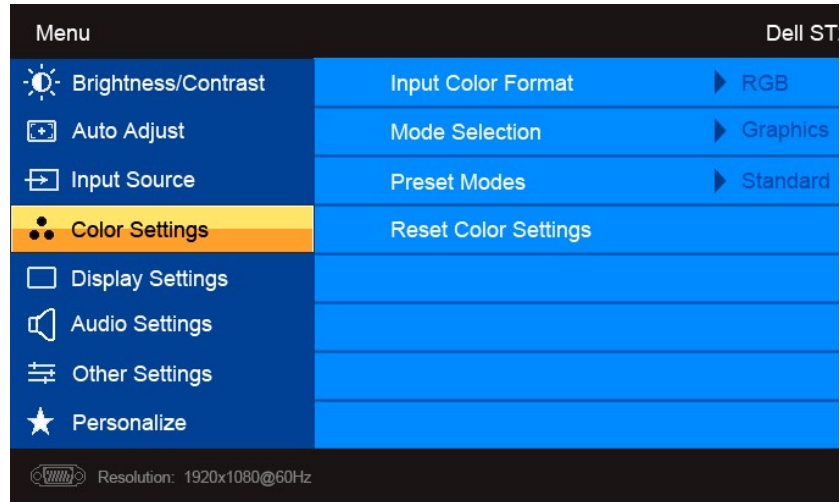 Menu Dell ST
Brightness/Contrast Input Color Format RGB
Auto Adjust Mode Selection Graphics
Input Source Preset Modes Standard
Color Settings Reset Color Settings
Display Settings
Audio Settings
Other Settings
Personalize
Resolution: 1920x1080@60Hz